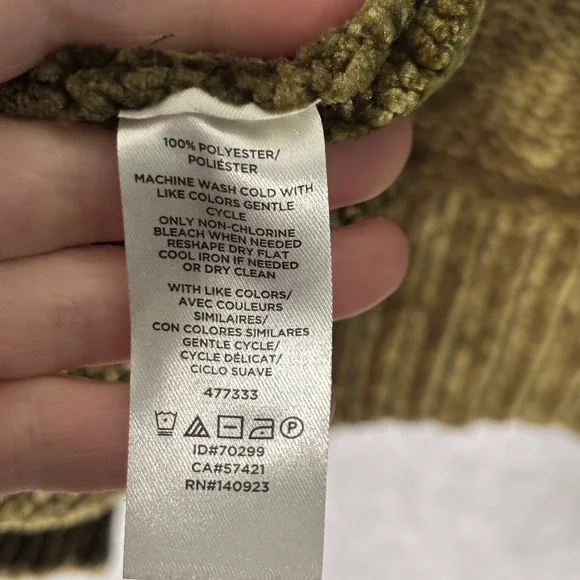 100% POLYESTER/
POLIÉSTER
MACHINE WASH COLD WITH
LIKE COLORS GENTLE
CYCLE
ONLY NON-CHLORINE
BLEACH WHEN NEEDED
RESHAPE DRY FLAT
COOL IRON IF NEEDED
OR DRY CLEAN
WITH LIKE COLORS/
AVEC COULEURS
SIMILAIRES/
CON COLORES SIMILARES
GENTLE CYCLE/
CYCLE DÉLICAT/
CICLO SUAVE
477333
P
ID#70299
CA#57421
RN#140923